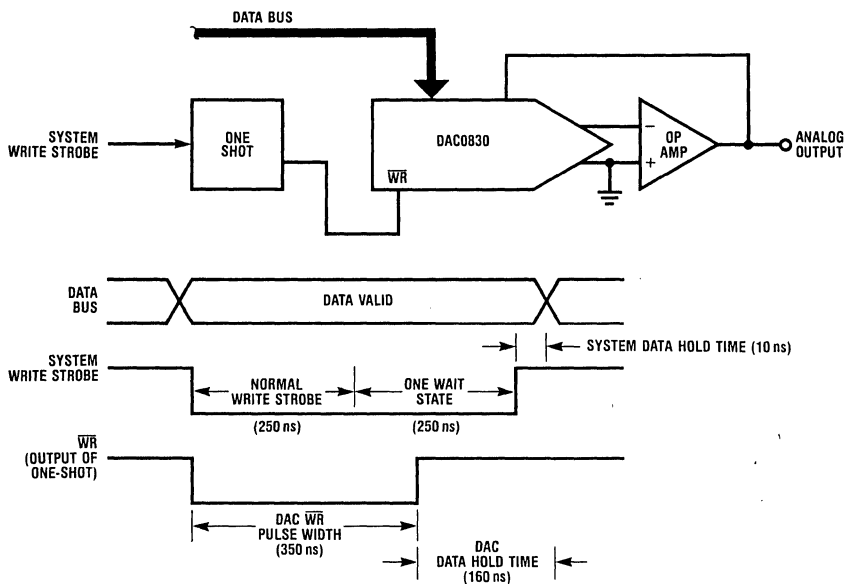 DATA BUS
SYSTEM
WRITE STROBE
ONE
SHOT
DAC0830
WR
−
+
OP
AMP
ANALOG
OUTPUT
DATA
BUS
DATA VALID
SYSTEM DATA HOLD TIME (10 ns)
SYSTEM
WRITE STROBE
NORMAL
WRITE STROBE
(250 ns)
ONE WAIT
STATE
(250 ns)
WR
(OUTPUT OF
ONE-SHOT)
DAC WR
PULSE WIDTH
(350 ns)
DAC
DATA HOLD TIME
(160 ns)